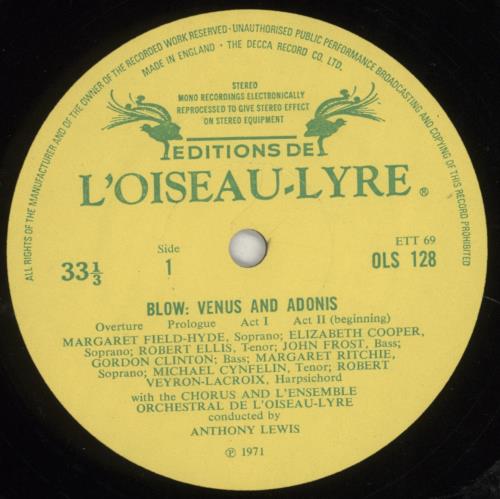 ALL RIGHTS OF THE MANUFACTURER AND OF THE OWNER OF THE RECORDED WORK RESERVED · UNAUTHORISED PUBLIC PERFORMANCE BROADCASTING AND COPYING OF THIS RECORD PROHIBITED
MADE IN ENGLAND · THE DECCA RECORD CO. LTD.
STEREO
MONO RECORDINGS ELECTRONICALLY
REPROCESSED TO GIVE STEREO EFFECT
ON STEREO EQUIPMENT
EDITIONS DE
L'OISEAU-LYRE ®
33⅓
Side
1
ETT 69
OLS 128
BLOW: VENUS AND ADONIS
Overture Prologue Act I Act II (beginning)
MARGARET FIELD-HYDE, Soprano; ELIZABETH COOPER,
Soprano; ROBERT ELLIS, Tenor; JOHN FROST, Bass;
GORDON CLINTON; Bass; MARGARET RITCHIE,
Soprano; MICHAEL CYNFELIN, Tenor; ROBERT
VEYRON-LACROIX, Harpsichord
with the CHORUS AND L'ENSEMBLE
ORCHESTRAL DE L'OISEAU-LYRE
conducted by
ANTHONY LEWIS
℗ 1971